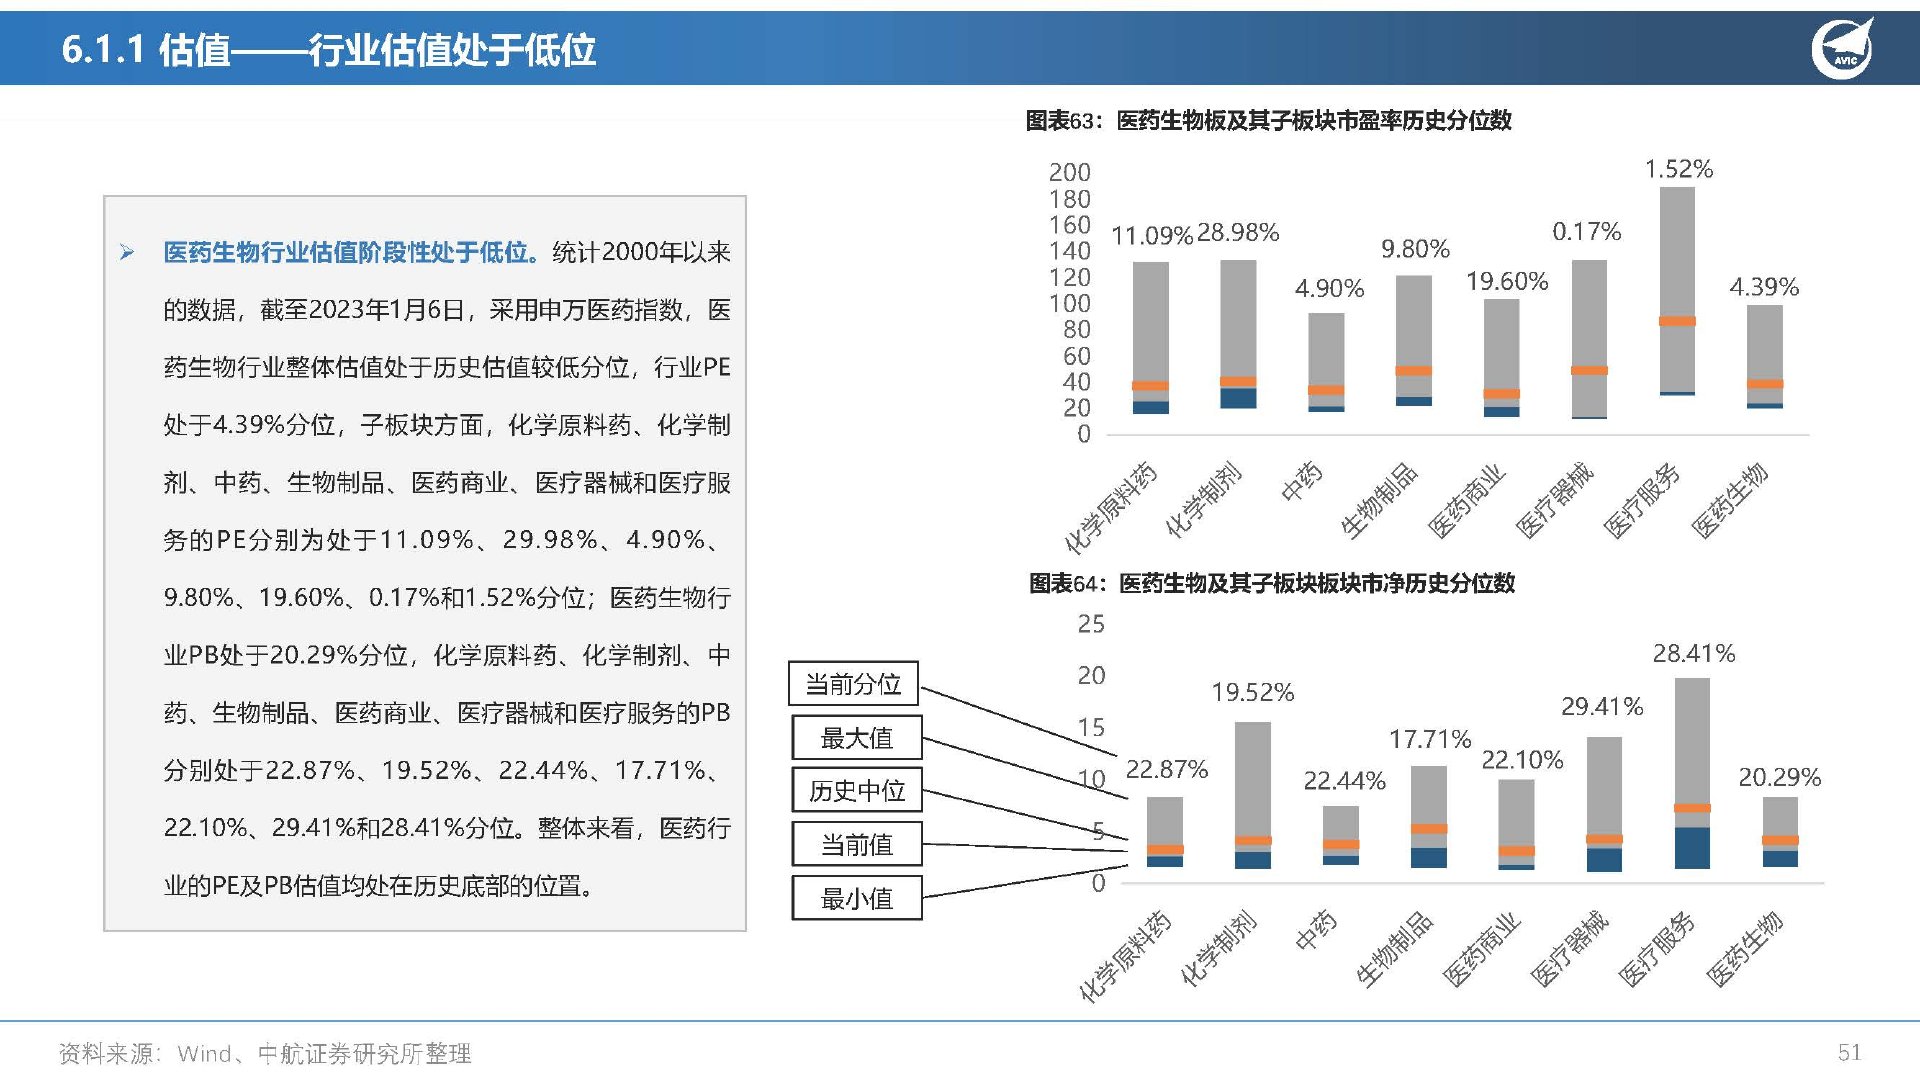 6.1.1 估值——行业估值处于低位
AVIC
医药生物行业估值阶段性处于低位。统计2000年以来
的数据，截至2023年1月6日，采用申万医药指数，医
药生物行业整体估值处于历史估值较低分位，行业PE
处于4.39%分位，子板块方面，化学原料药、化学制
剂、中药、生物制品、医药商业、医疗器械和医疗服
务的PE分别为处于11.09%、29.98%、4.90%、
9.80%、19.60%、0.17%和1.52%分位；医药生物行
业PB处于20.29%分位，化学原料药、化学制剂、中
药、生物制品、医药商业、医疗器械和医疗服务的PB
分别处于22.87%、19.52%、22.44%、17.71%、
22.10%、29.41%和28.41%分位。整体来看，医药行
业的PE及PB估值均处在历史底部的位置。
图表63：医药生物板及其子板块市盈率历史分位数
200
180
160
140
120
100
80
60
40
20
0
11.09%
28.98%
4.90%
9.80%
19.60%
0.17%
1.52%
4.39%
化学原料药
化学制剂
中药
生物制品
医药商业
医疗器械
医疗服务
医药生物
图表64：医药生物及其子板块板块市净历史分位数
25
20
15
10
5
0
22.87%
19.52%
22.44%
17.71%
22.10%
29.41%
28.41%
20.29%
当前分位
最大值
历史中位
当前值
最小值
化学原料药
化学制剂
中药
生物制品
医药商业
医疗器械
医疗服务
医药生物
资料来源：Wind、中航证券研究所整理
51